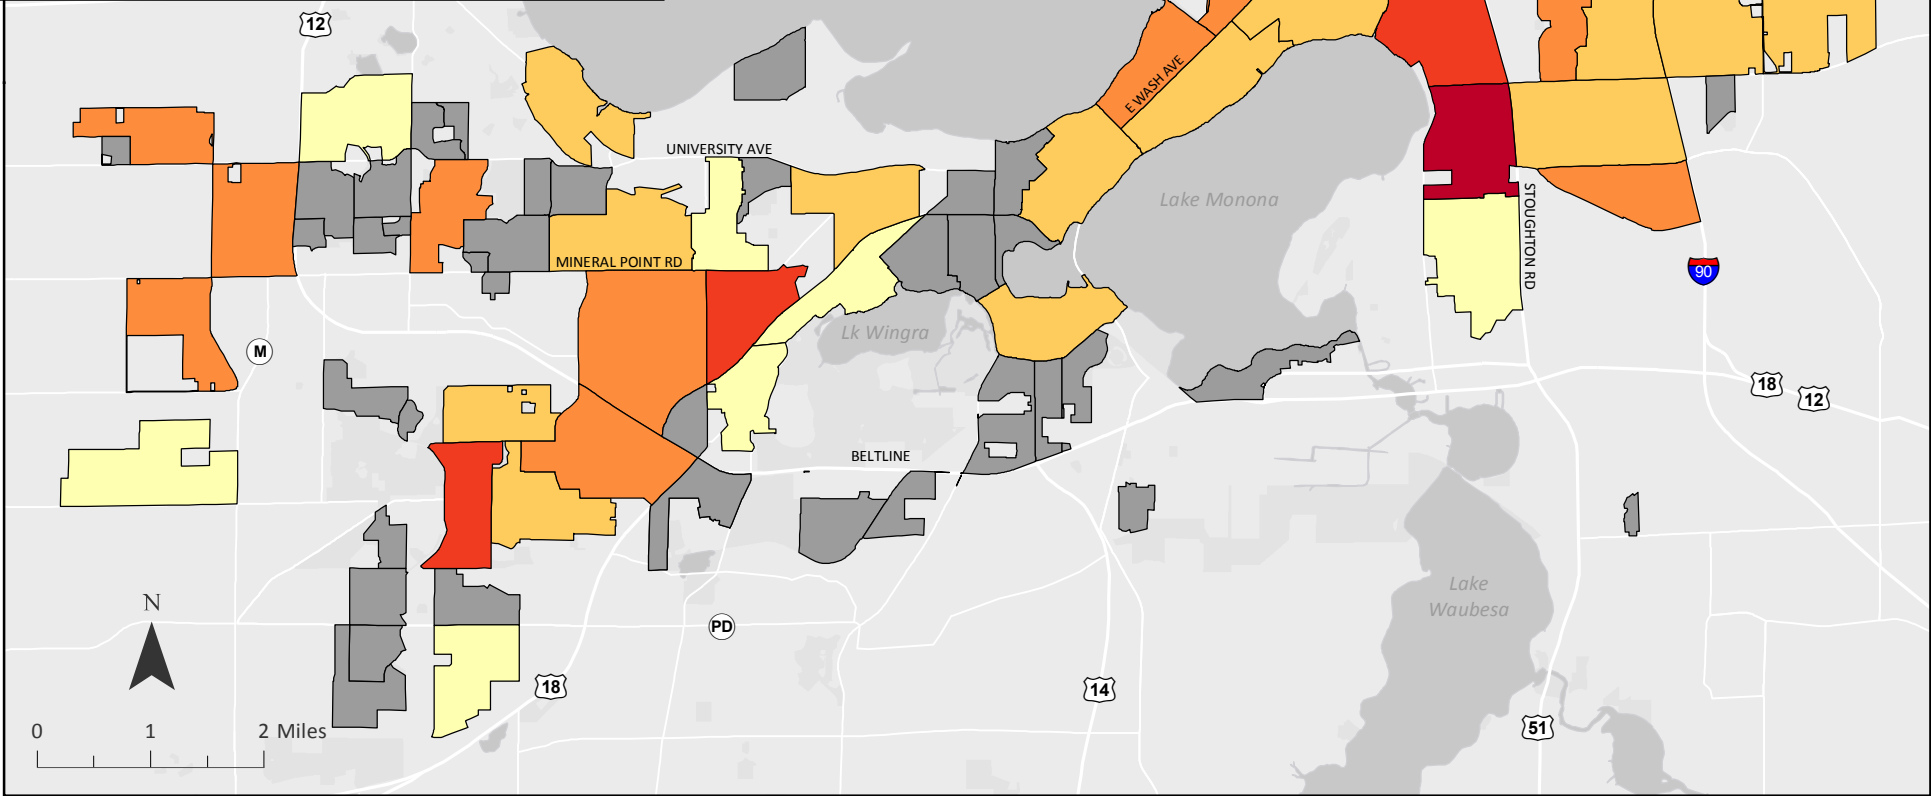 12
E WASH AVE
UNIVERSITY AVE
Lake Monona
STOUGHTON RD
MINERAL POINT RD
90
Lk Wingra
M
18
12
BELTLINE
Lake
Waubesa
N
PD
18
14
51
0 1 2 Miles